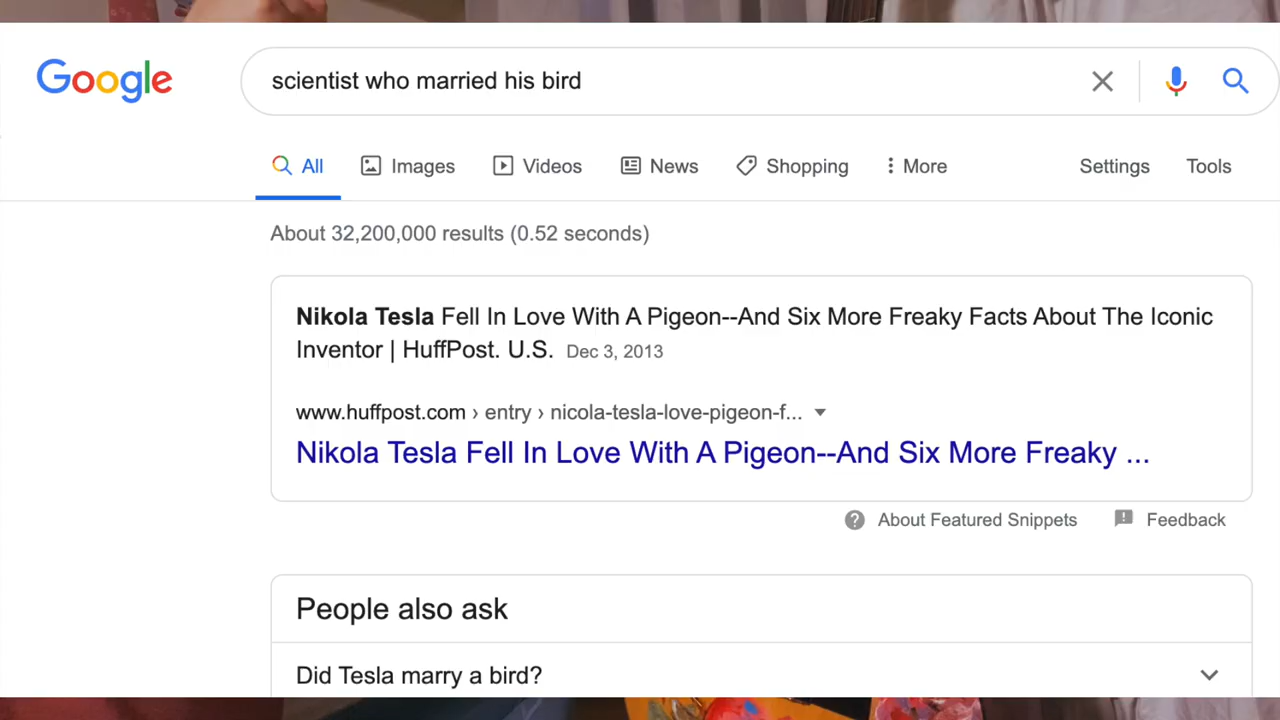 Google
scientist who married his bird
All Images Videos News Shopping More Settings Tools
About 32,200,000 results (0.52 seconds)
Nikola Tesla Fell In Love With A Pigeon--And Six More Freaky Facts About The Iconic
Inventor | HuffPost. U.S. Dec 3, 2013
www.huffpost.com › entry › nicola-tesla-love-pigeon-f...
Nikola Tesla Fell In Love With A Pigeon--And Six More Freaky ...
About Featured Snippets Feedback
People also ask
Did Tesla marry a bird?